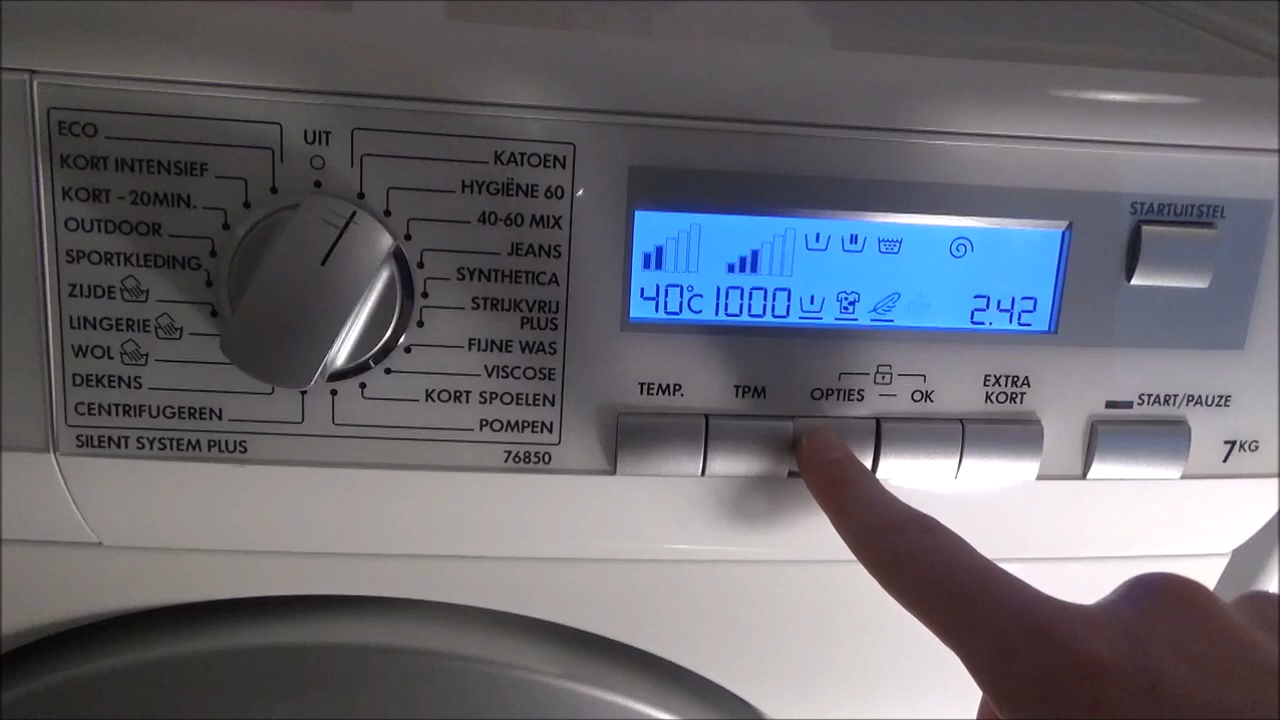 ECO
KORT INTENSIEF
KORT - 20MIN.
OUTDOOR
SPORTKLEDING
ZIJDE
LINGERIE
WOL
DEKENS
CENTRIFUGEREN
SILENT SYSTEM PLUS
UIT
KATOEN
HYGIËNE 60
40-60 MIX
JEANS
SYNTHETICA
STRIJKVRIJ
PLUS
FIJNE WAS
VISCOSE
KORT SPOELEN
POMPEN
76850
40°C 1000 2.42
TEMP.
TPM
OPTIES — OK
EXTRA
KORT
STARTUITSTEL
START/PAUZE
7KG